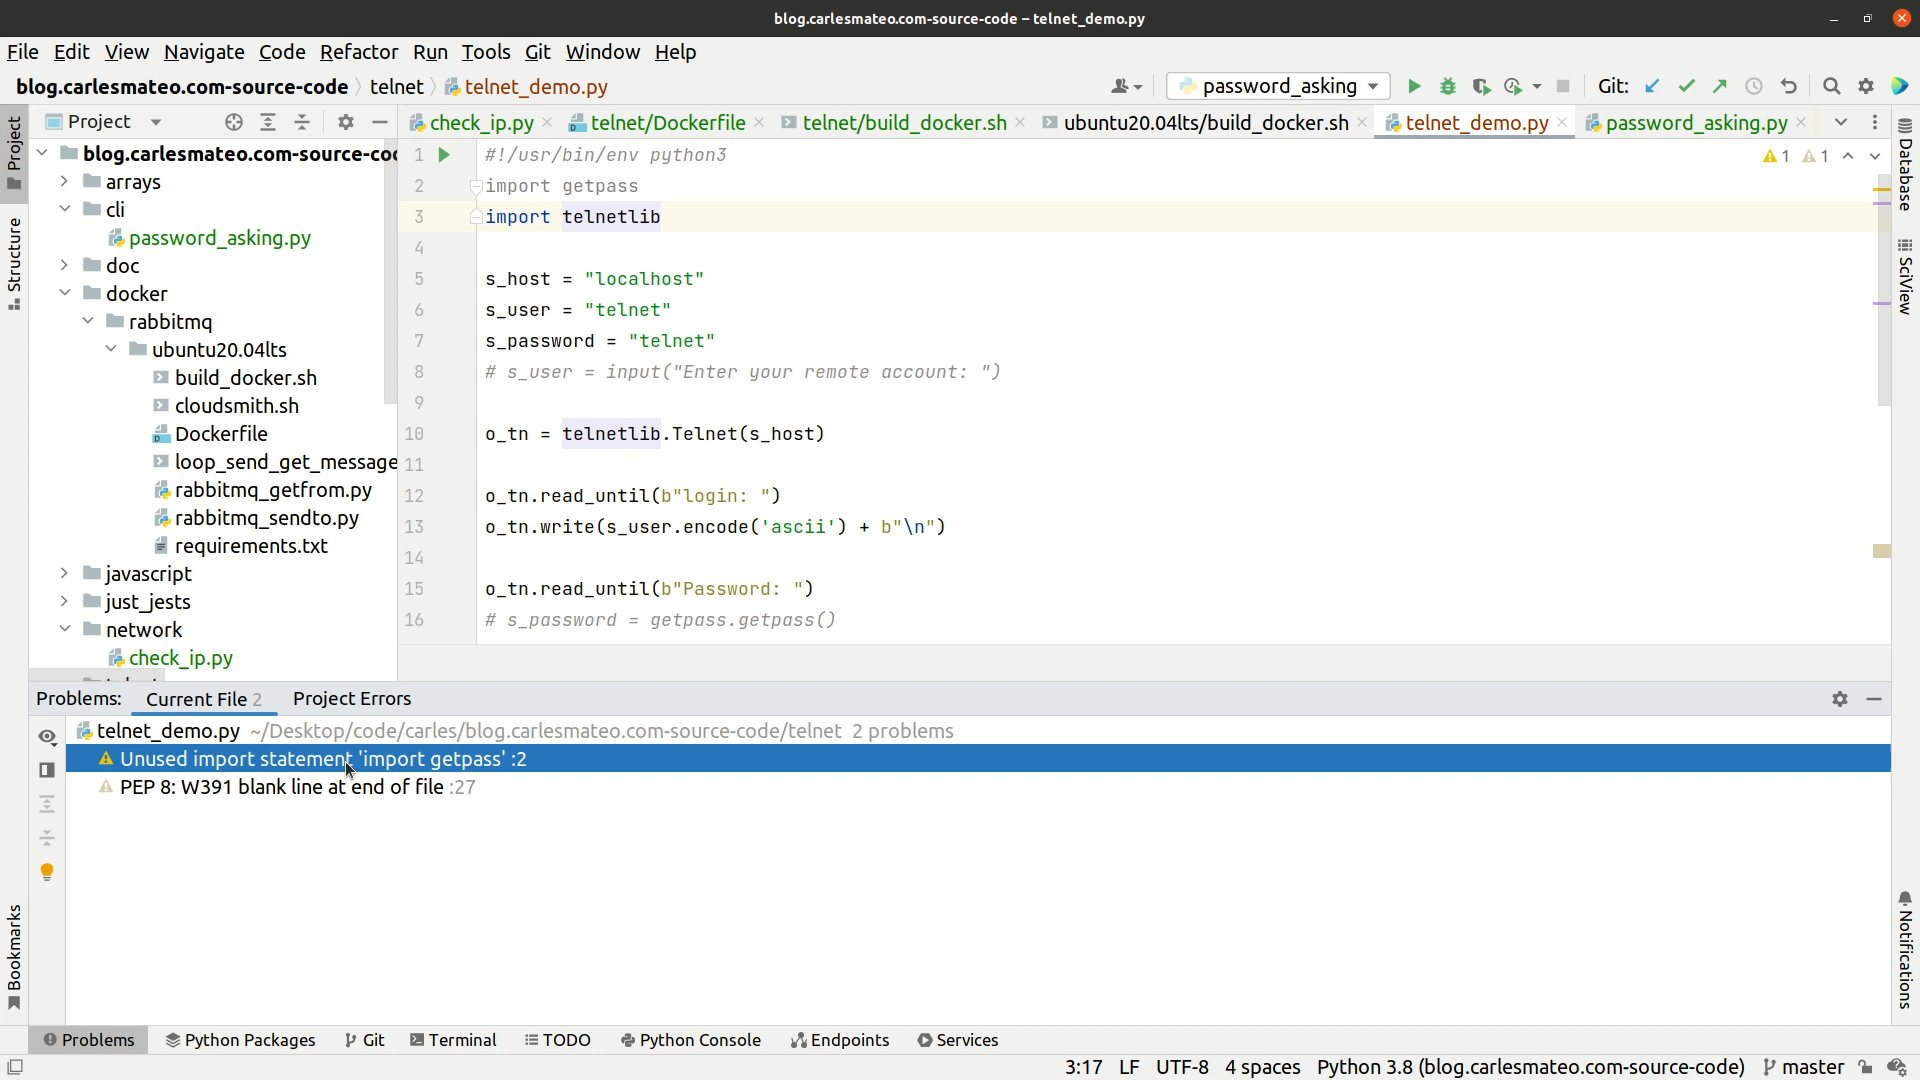 blog.carlesmateo.com-source-code – telnet_demo.py
File Edit View Navigate Code Refactor Run Tools Git Window Help
blog.carlesmateo.com-source-code telnet telnet_demo.py
password_asking
Git:
Project
check_ip.py
telnet/Dockerfile
telnet/build_docker.sh
ubuntu20.04lts/build_docker.sh
telnet_demo.py
password_asking.py
Project
Structure
Bookmarks
blog.carlesmateo.com-source-co
arrays
cli
password_asking.py
doc
docker
rabbitmq
ubuntu20.04lts
build_docker.sh
cloudsmith.sh
Dockerfile
loop_send_get_message
rabbitmq_getfrom.py
rabbitmq_sendto.py
requirements.txt
javascript
just_jests
network
check_ip.py
1 #!/usr/bin/env python3
2 import getpass
3 import telnetlib
4
5 s_host = "localhost"
6 s_user = "telnet"
7 s_password = "telnet"
8 # s_user = input("Enter your remote account: ")
9
10 o_tn = telnetlib.Telnet(s_host)
11
12 o_tn.read_until(b"login: ")
13 o_tn.write(s_user.encode('ascii') + b"\n")
14
15 o_tn.read_until(b"Password: ")
16 # s_password = getpass.getpass()
1 1
Database
SciView
Notifications
Problems: Current File 2 Project Errors
telnet_demo.py ~/Desktop/code/carles/blog.carlesmateo.com-source-code/telnet 2 problems
Unused import statement 'import getpass' :2
PEP 8: W391 blank line at end of file :27
Problems Python Packages Git Terminal TODO Python Console Endpoints Services
3:17 LF UTF-8 4 spaces Python 3.8 (blog.carlesmateo.com-source-code) master